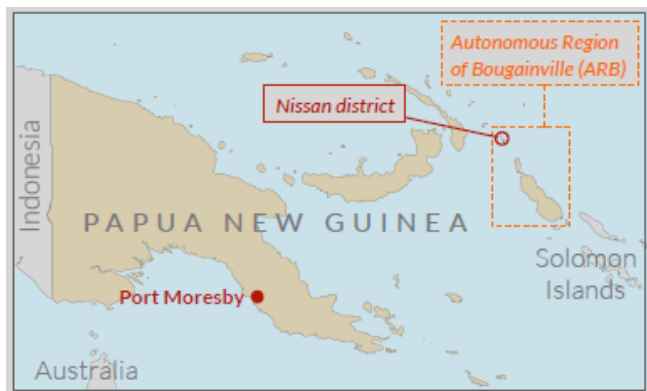 Autonomous Region
of Bougainville (ARB)
Nissan district
Indonesia
PAPUA NEW GUINEA
Solomon
Islands
Port Moresby
Australia